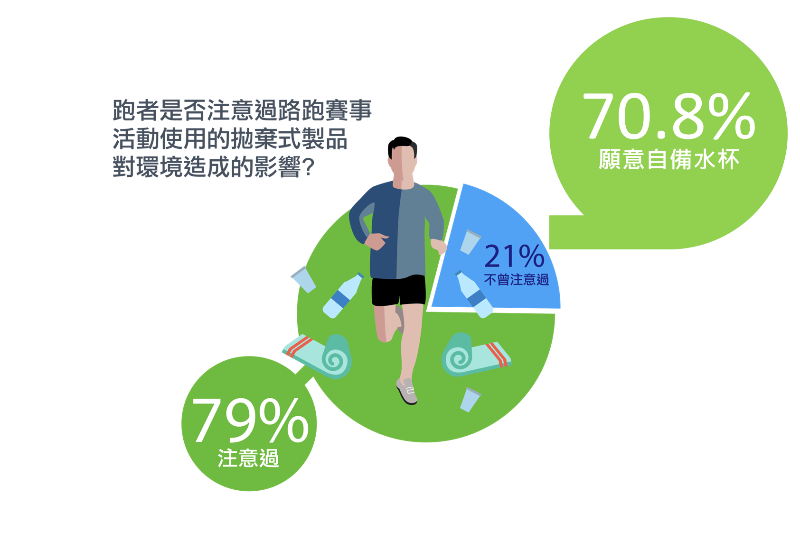 跑者是否注意過路跑賽事
活動使用的拋棄式製品
對環境造成的影響?
70.8%
願意自備水杯
21%
不曾注意過
79%
注意過